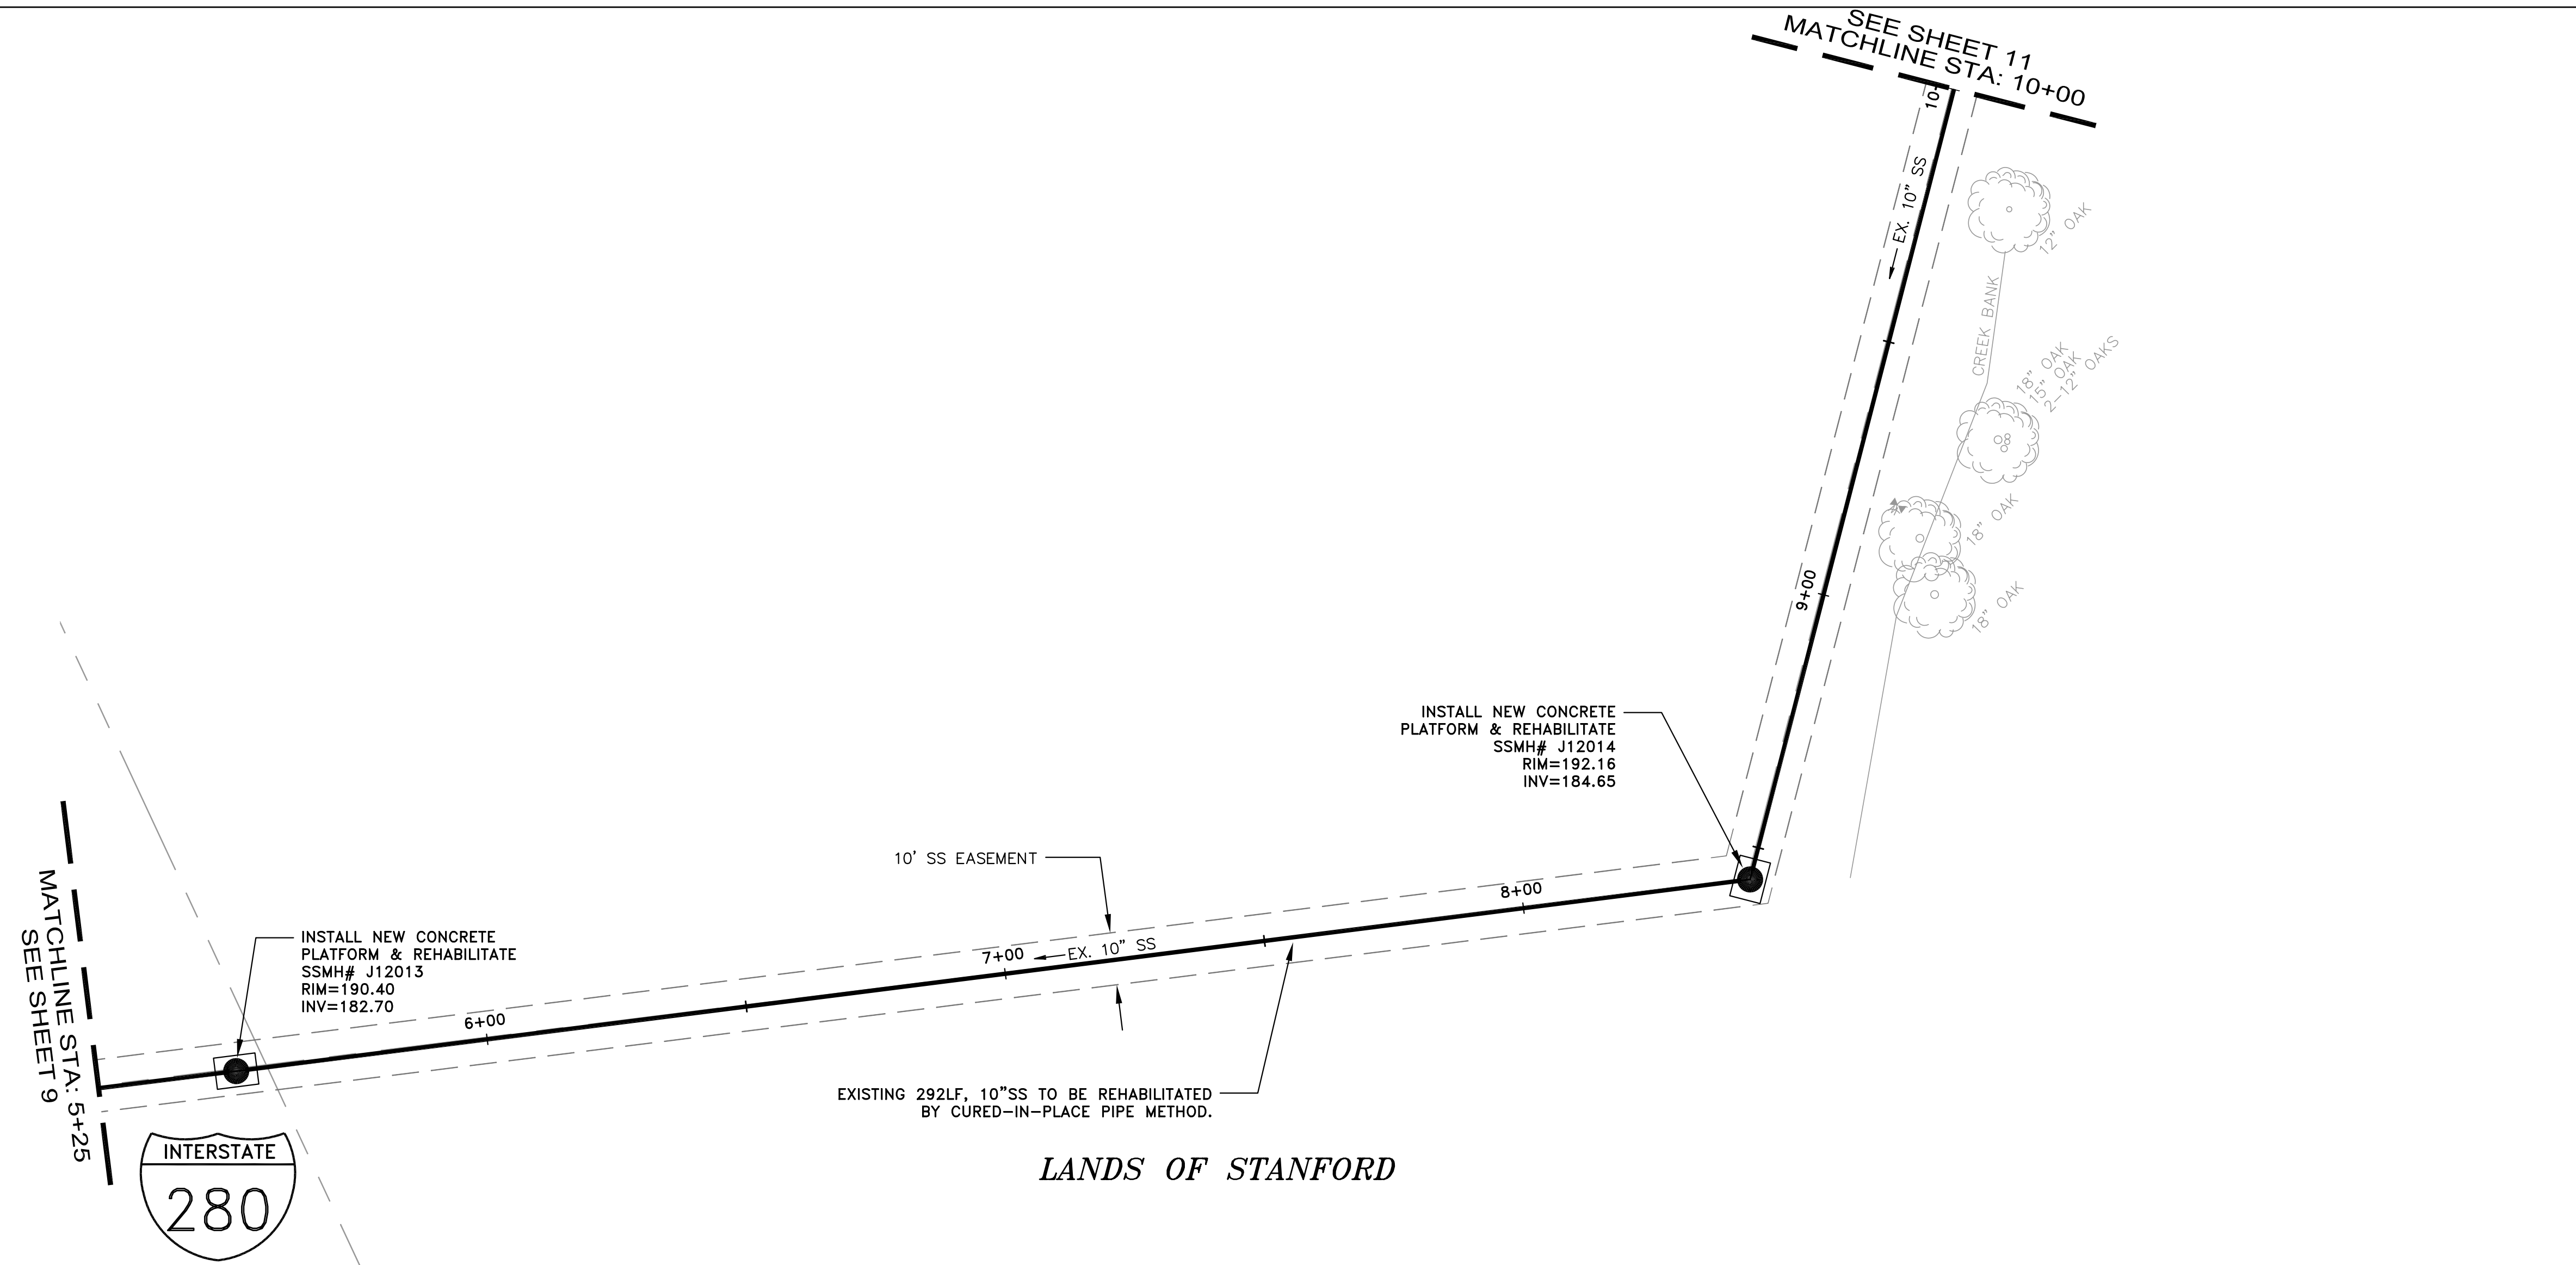 SEE SHEET 11
MATCHLINE STA: 10+00
10+
EX. 10" SS
12" OAK
CREEK BANK
18" OAK
15" OAK
2-12" OAKS
18" OAK
18" OAK
9+00
INSTALL NEW CONCRETE
PLATFORM & REHABILITATE
SSMH# J12014
RIM=192.16
INV=184.65
10' SS EASEMENT
8+00
7+00
EX. 10" SS
6+00
INSTALL NEW CONCRETE
PLATFORM & REHABILITATE
SSMH# J12013
RIM=190.40
INV=182.70
MATCHLINE STA: 5+25
SEE SHEET 9
EXISTING 292LF, 10"SS TO BE REHABILITATED
BY CURED-IN-PLACE PIPE METHOD.
INTERSTATE
280
LANDS OF STANFORD